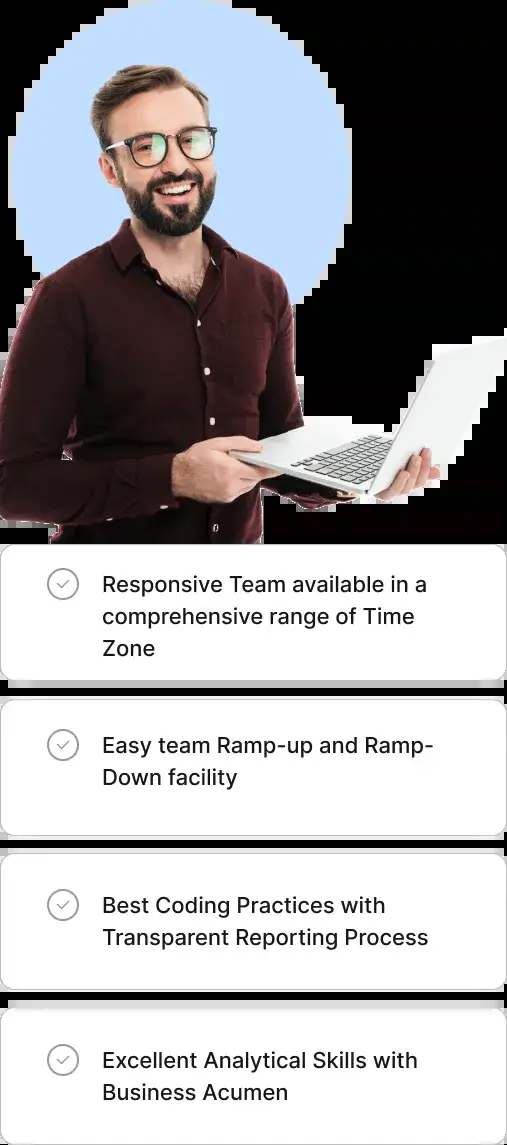 Responsive Team available in a
comprehensive range of Time
Zone
Easy team Ramp-up and Ramp-
Down facility
Best Coding Practices with
Transparent Reporting Process
Excellent Analytical Skills with
Business Acumen